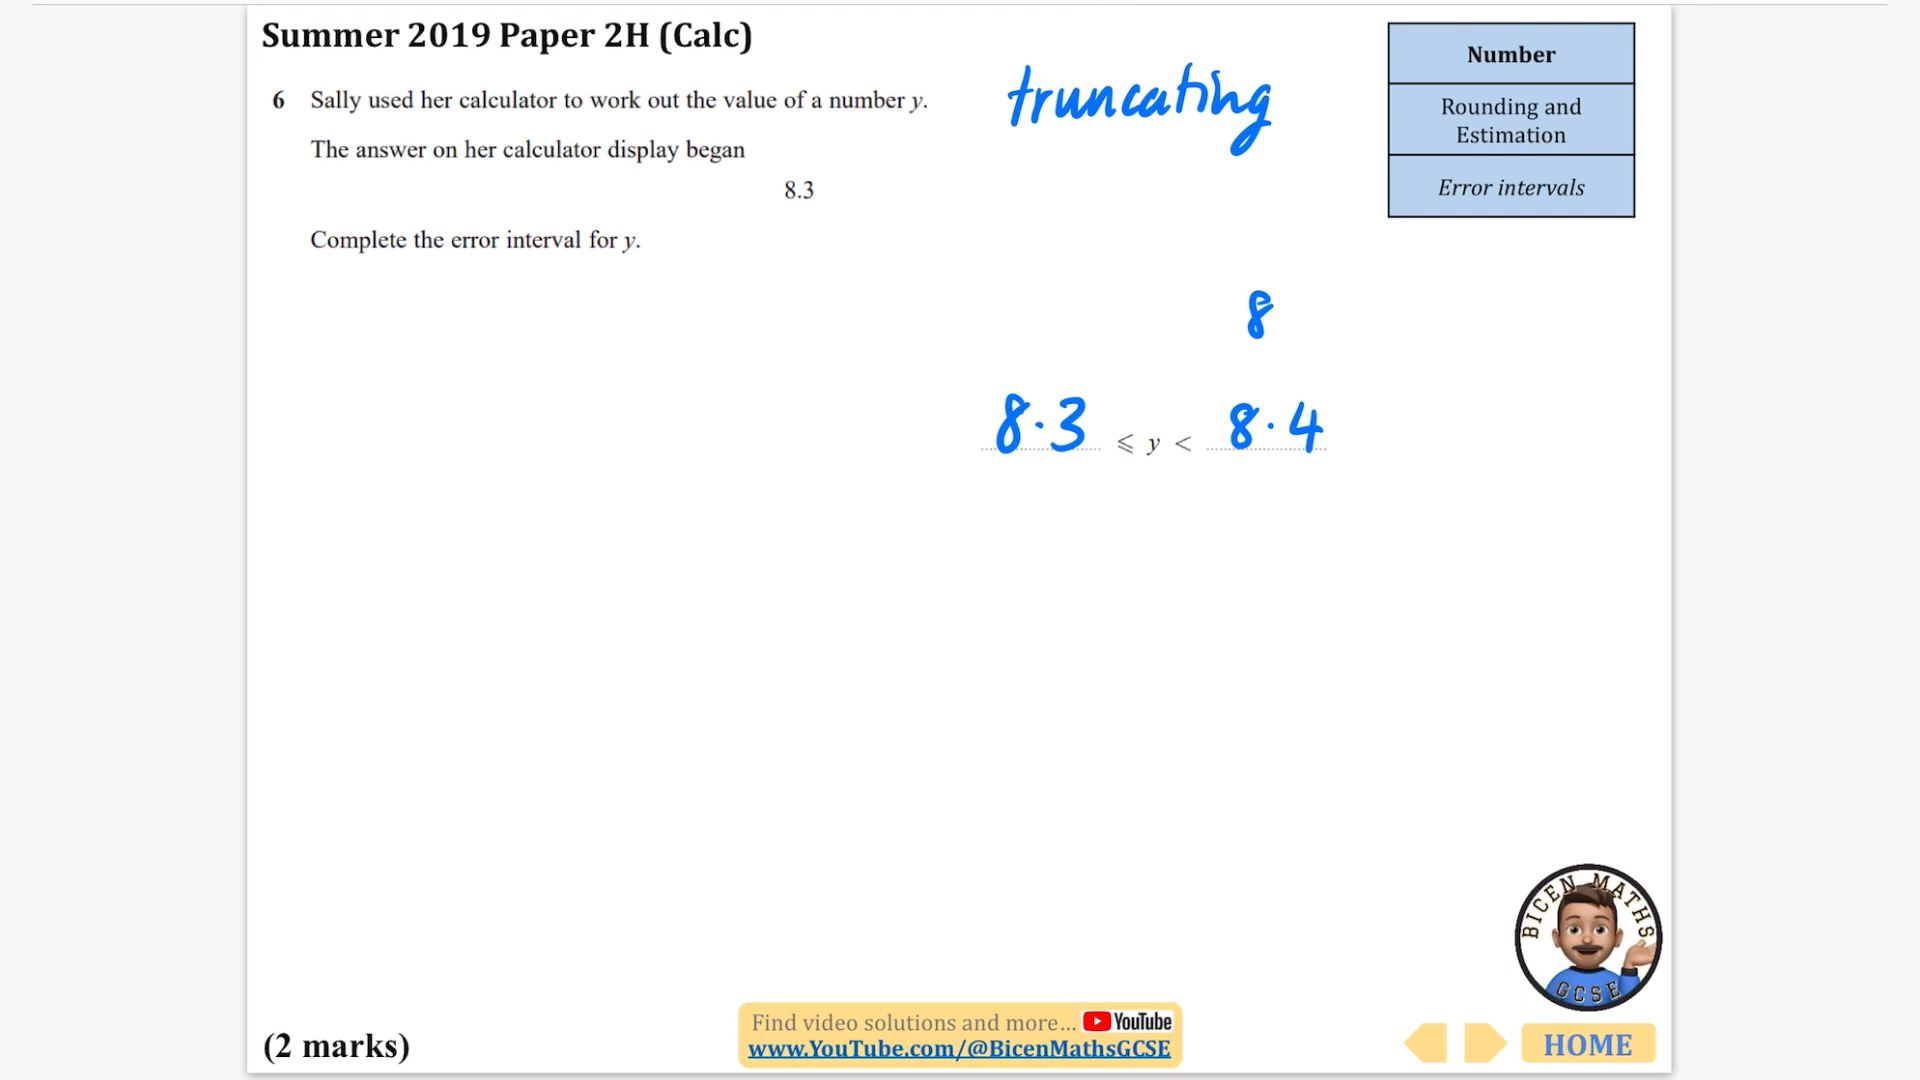 Summer 2019 Paper 2H (Calc)
6 Sally used her calculator to work out the value of a number y.
The answer on her calculator display began
8.3
Complete the error interval for y.
truncating
Number
Rounding and
Estimation
Error intervals
8
8.3 ⩽ y < 8.4
BICEN MATHS
GCSE
(2 marks)
Find video solutions and more... YouTube
www.YouTube.com/@BicenMathsGCSE
HOME